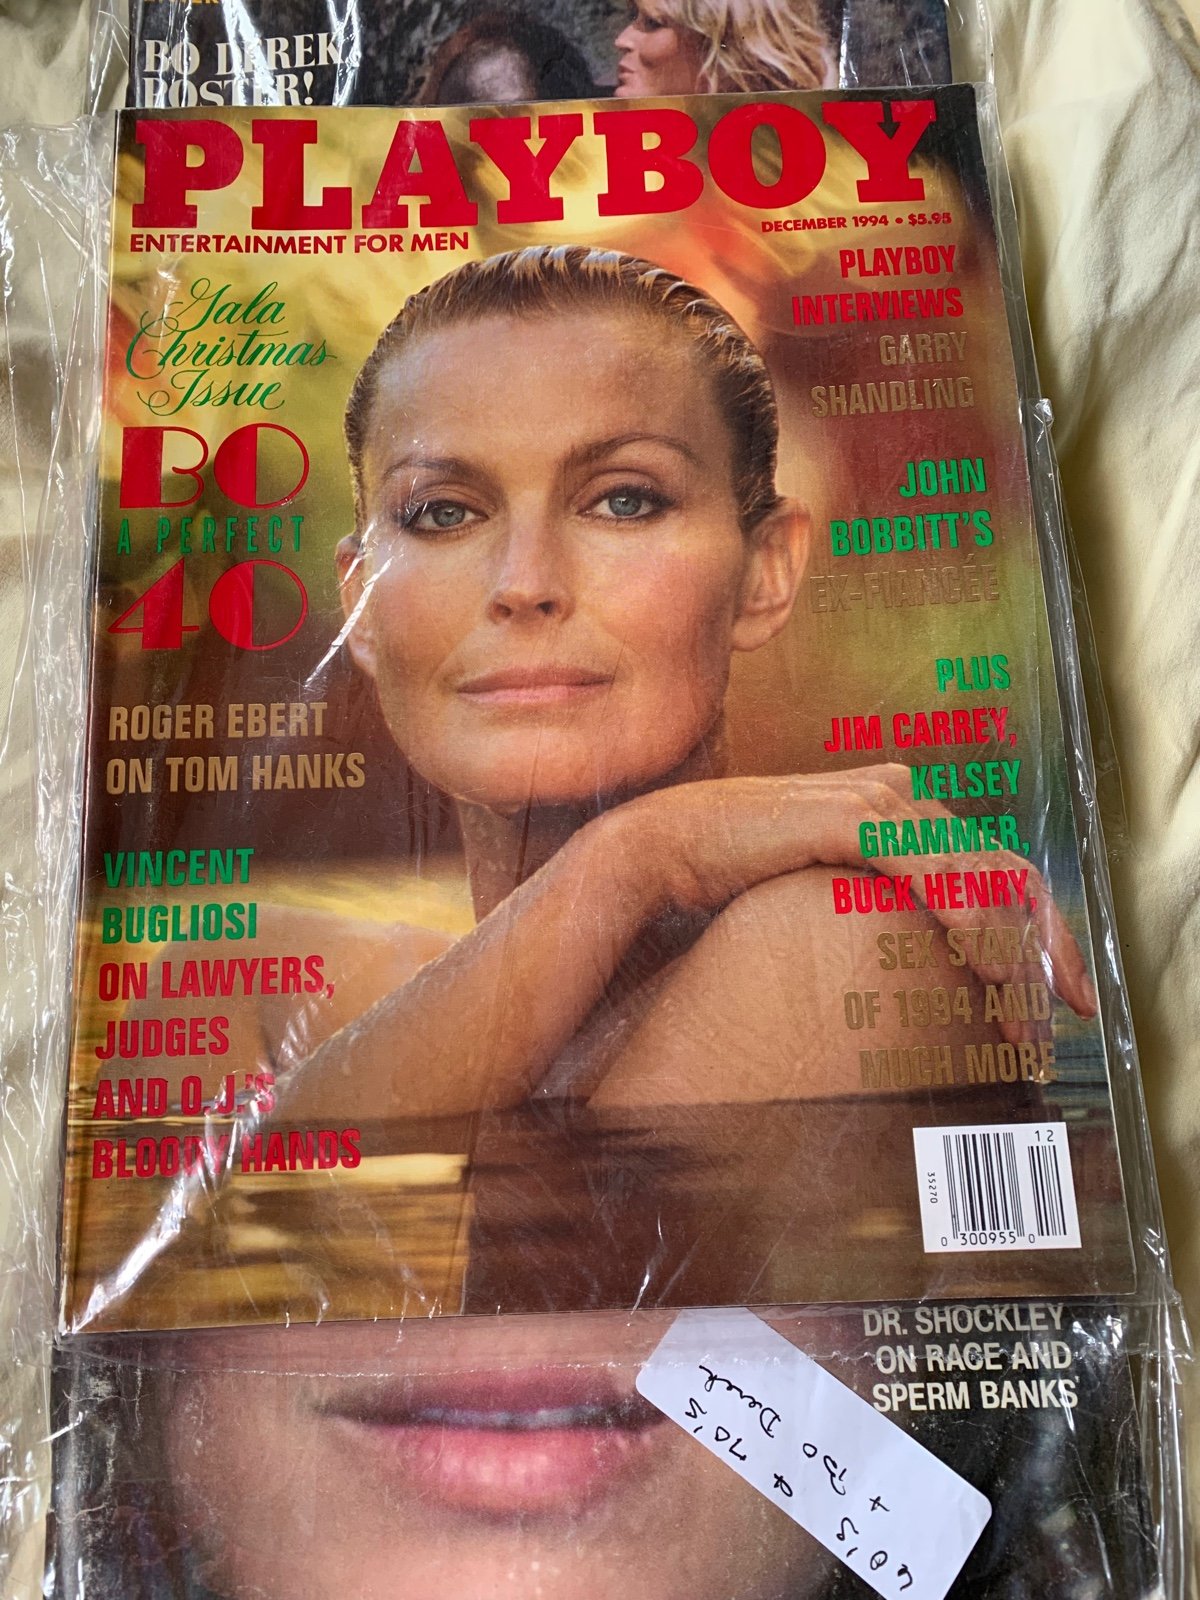 BO DEREK
POSTER!
PLAYBOY
ENTERTAINMENT FOR MEN
DECEMBER 1994 • $5.95
Gala
Christmas
Issue
BO
A PERFECT
40
ROGER EBERT
ON TOM HANKS
VINCENT
BUGLIOSI
ON LAWYERS,
JUDGES
AND O.J.'S
BLOODY HANDS
PLAYBOY
INTERVIEWS
GARRY
SHANDLING
JOHN
BOBBITT'S
EX-FIANCÉE
PLUS
JIM CARREY,
KELSEY
GRAMMER,
BUCK HENRY,
SEX STARS
OF 1994 AND
MUCH MORE
12
35270
0 300955 0
DR. SHOCKLEY
ON RACE AND
SPERM BANKS
60's & 70's
+ BO Derek